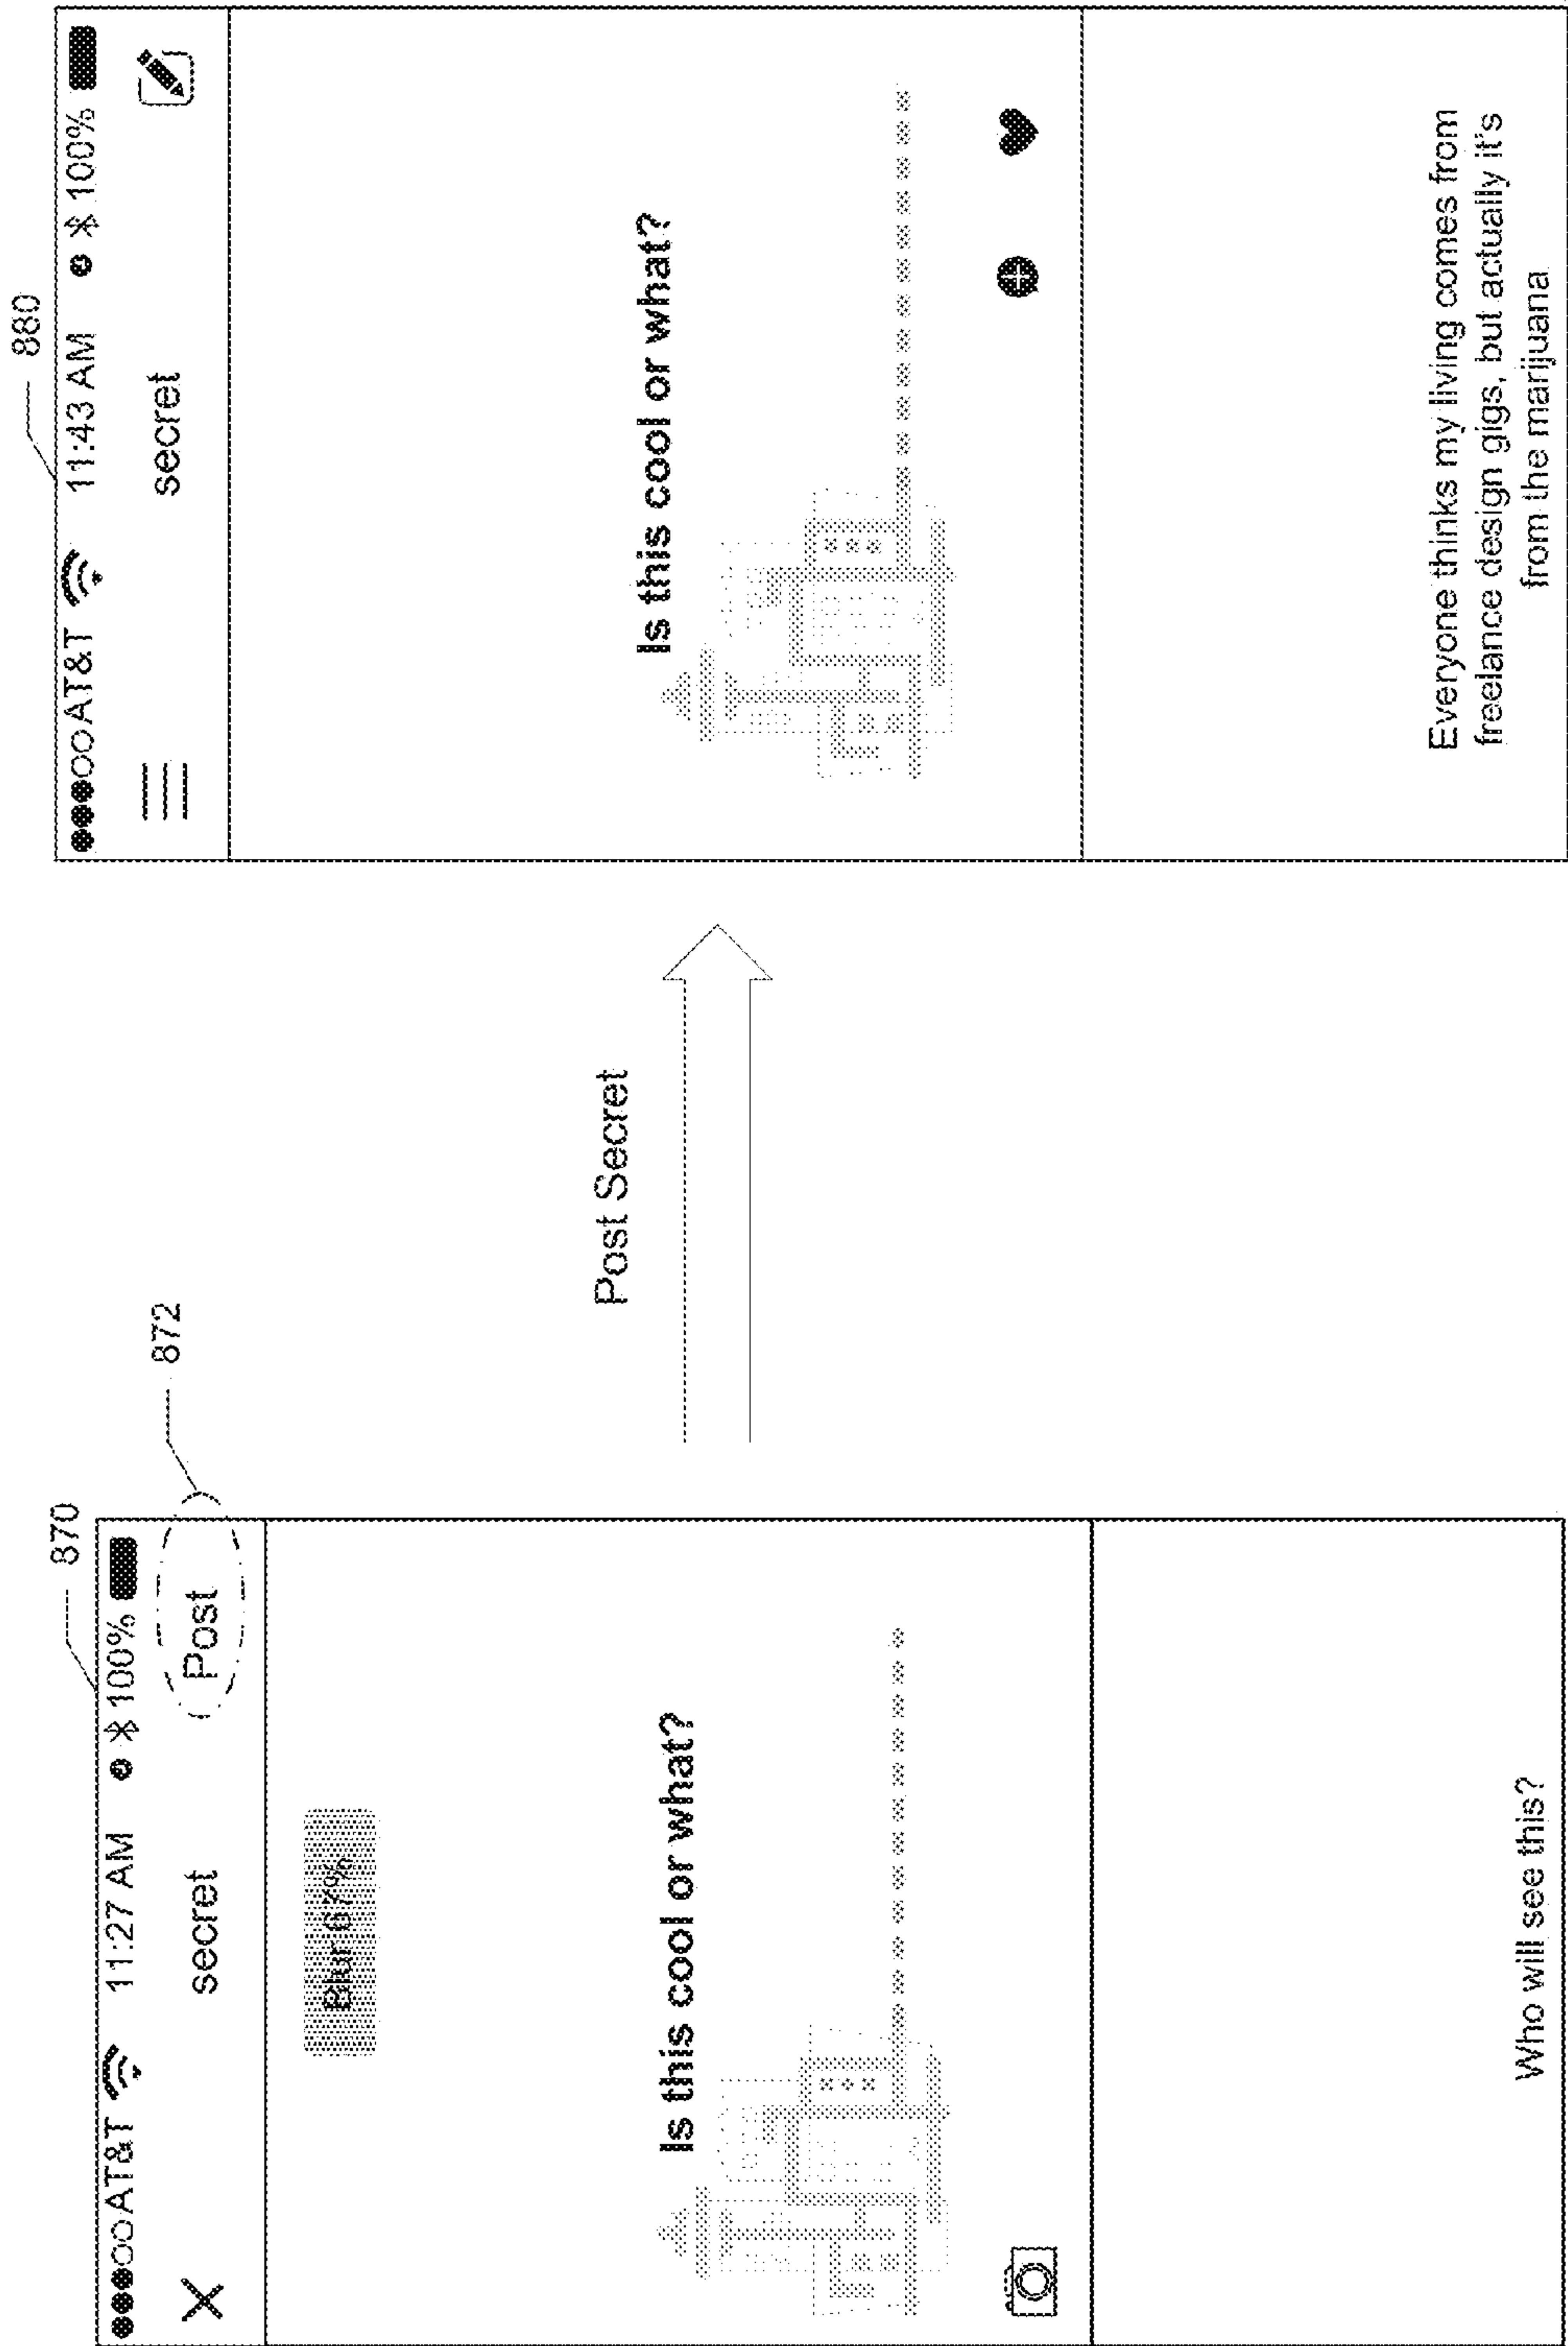 870
●●●○○AT&T 11:27 AM 100%
X secret Post
872
Blur 67%
Is this cool or what?
Who will see this?
Post Secret
880
●●●○○AT&T 11:43 AM 100%
secret
Is this cool or what?
Everyone thinks my living comes from
freelance design gigs, but actually it's
from the marijuana